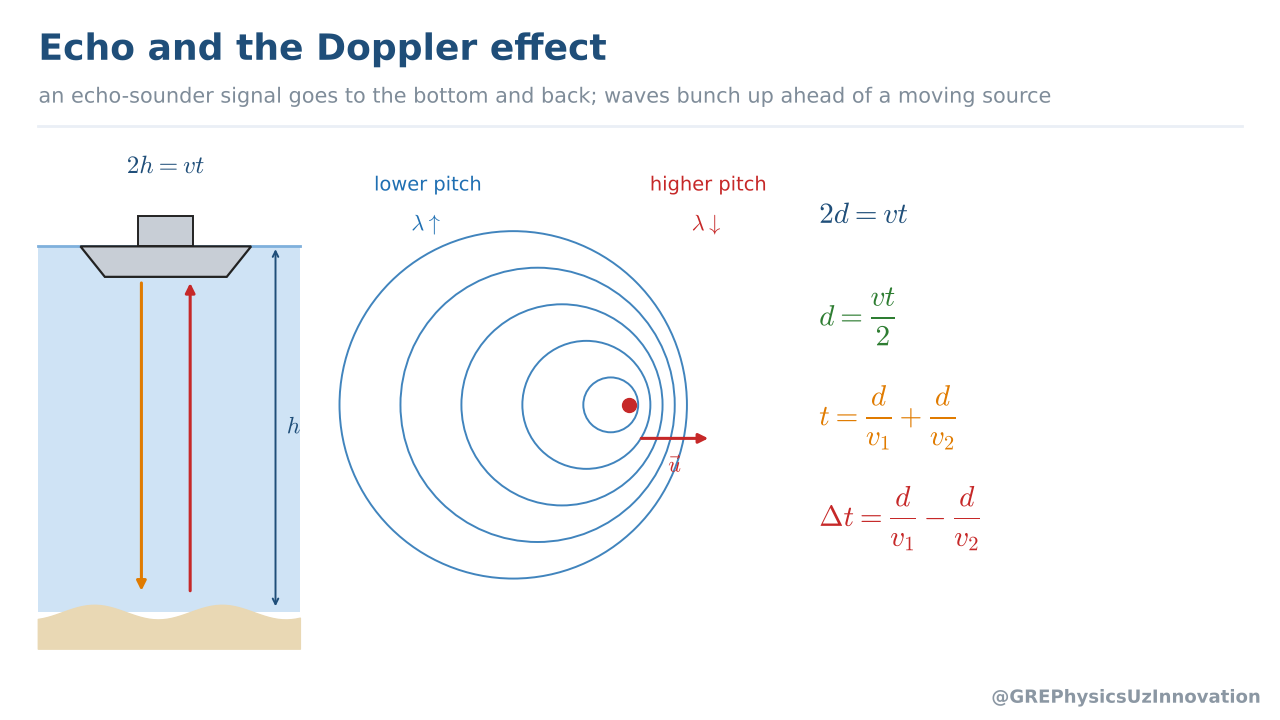 Echo and the Doppler effect
an echo-sounder signal goes to the bottom and back; waves bunch up ahead of a moving source
2h = vt
h
lower pitch
λ↑
higher pitch
λ↓
u⃗
2d = vt
d = vt/2
t = d/v₁ + d/v₂
Δt = d/v₁ − d/v₂
@GREPhysicsUzInnovation